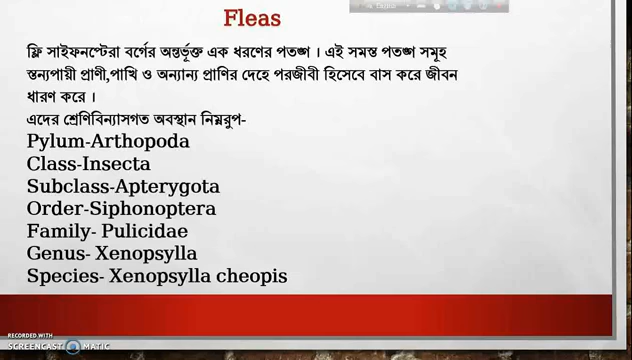 Fleas
ফ্লি সাইফনপ্টেরা বর্গের অন্তর্ভূক্ত এক ধরণের পতঙ্গ । এই সমস্ত পতঙ্গ সমূহ
স্তন্যপায়ী প্রাণী,পাখি ও অন্যান্য প্রাণির দেহে পরজীবী হিসেবে বাস করে জীবন
ধারণ করে ।
এদের শ্রেণিবিন্যাসগত অবস্থান নিম্নরুপ-
Pylum-Arthopoda
Class-Insecta
Subclass-Apterygota
Order-Siphonoptera
Family- Pulicidae
Genus- Xenopsylla
Species- Xenopsylla cheopis
RECORDED WITH
SCREENCAST MATIC